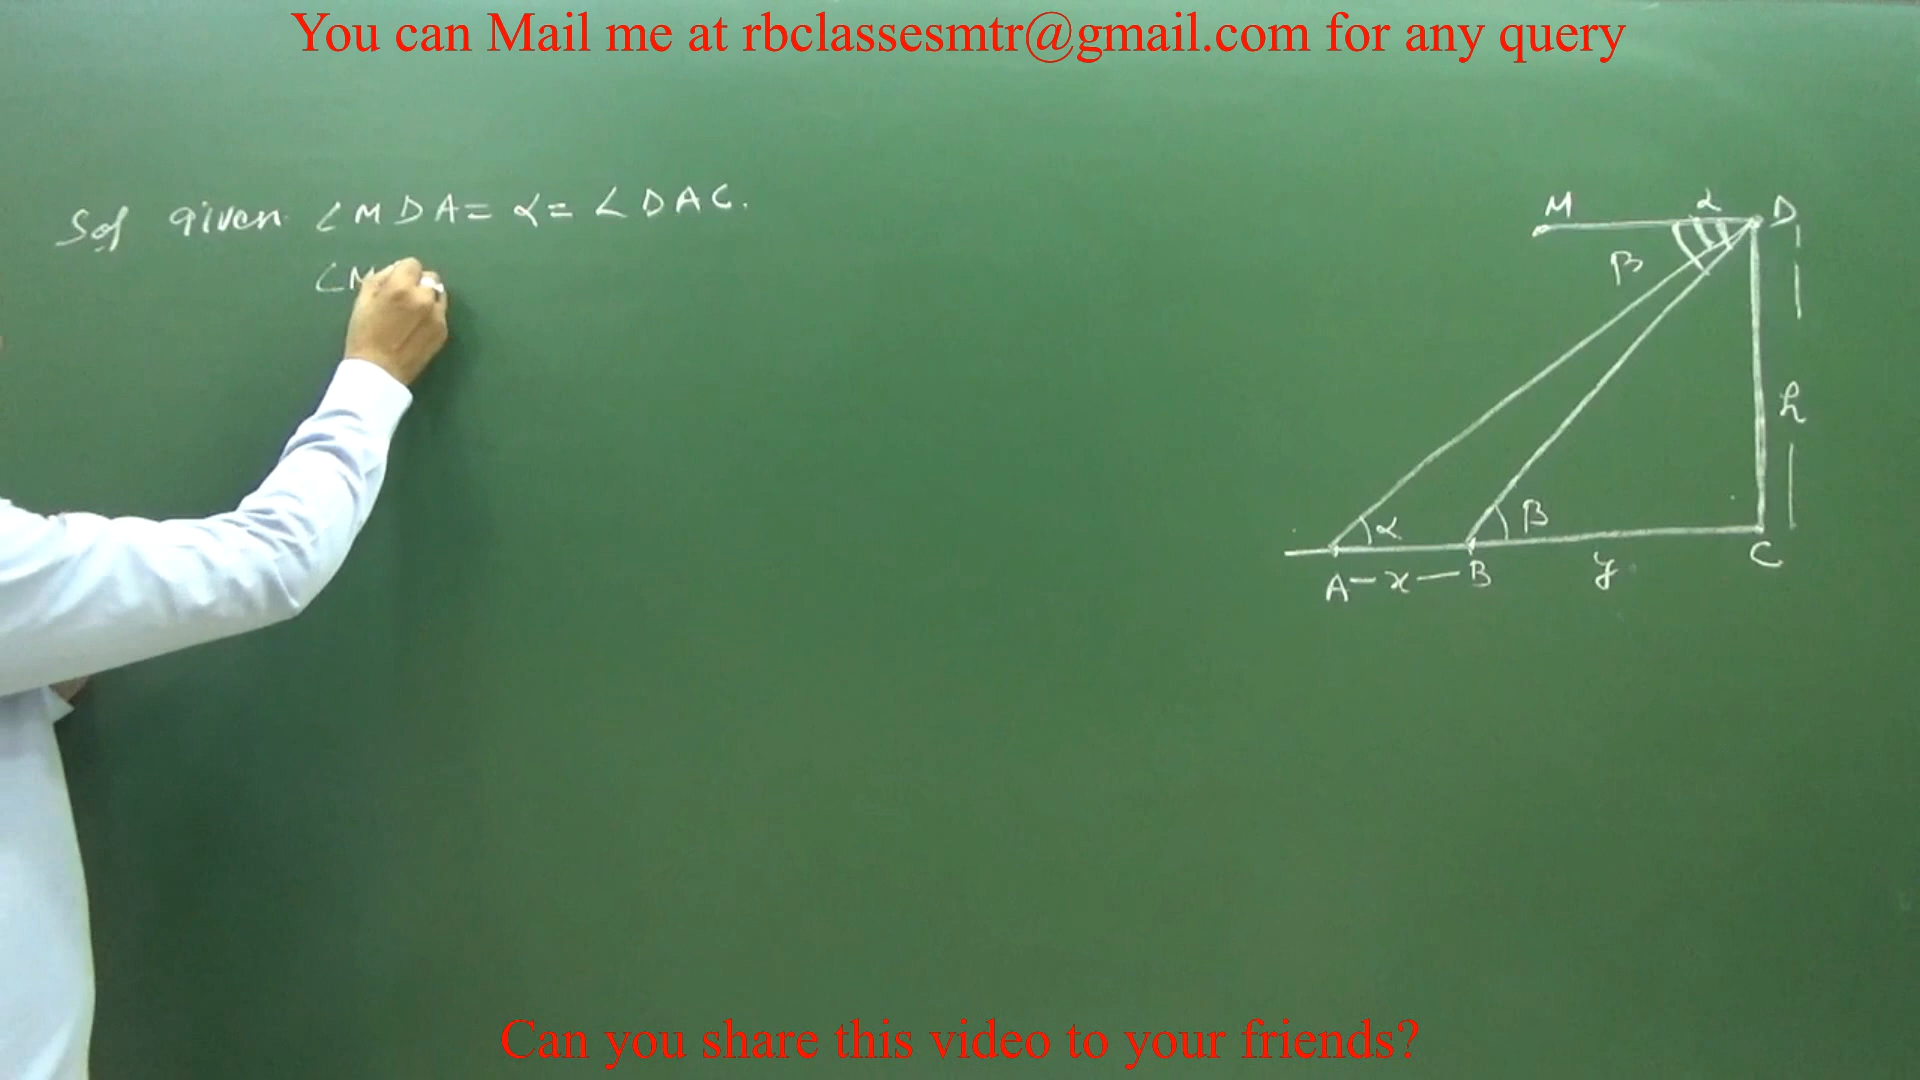 You can Mail me at rbclassesmtr@gmail.com for any query
Sol given ∠MDA = α = ∠DAC.
∠M
M α D
β
h
α β
A - x - B y C
Can you share this video to your friends?